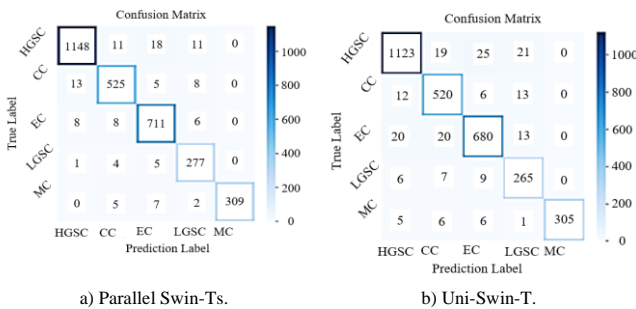 Confusion Matrix
HGSC 1148 11 18 11 0
CC 13 525 5 8 0
EC 8 8 711 6 0
LGSC 1 4 5 277 0
MC 0 5 7 2 309
True Label
HGSC CC EC LGSC MC
Prediction Label
1000
800
600
400
200
0
a) Parallel Swin-Ts.
Confusion Matrix
HGSC 1123 19 25 21 0
CC 12 520 6 13 0
EC 20 20 680 13 0
LGSC 6 7 9 265 0
MC 5 6 6 1 305
True Label
HGSC CC EC LGSC MC
Prediction Label
1000
800
600
400
200
0
b) Uni-Swin-T.